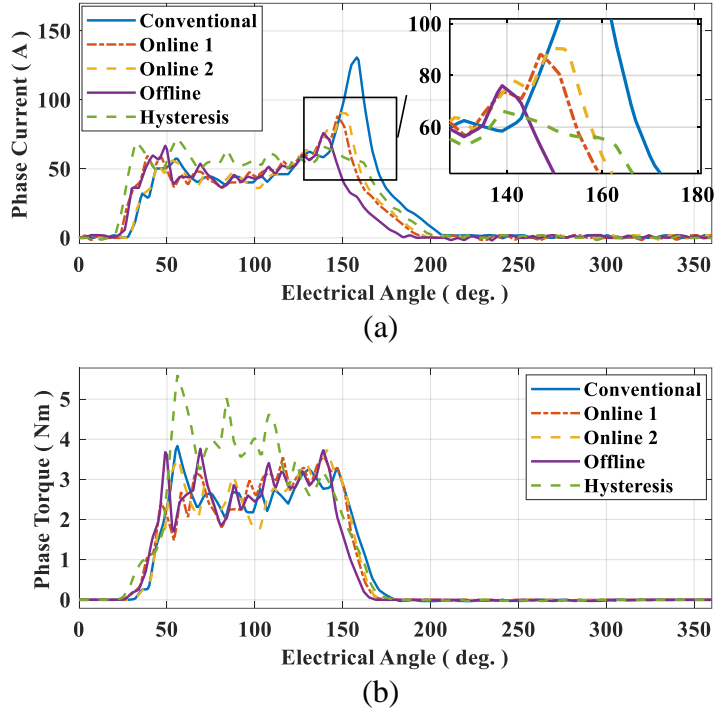 Phase Current ( A )
150
100
50
0
Conventional
Online 1
Online 2
Offline
Hysteresis
100
80
60
140
160
180
0
50
100
150
200
250
300
350
Electrical Angle ( deg. )
(a)
Phase Torque ( Nm )
5
4
3
2
1
0
Conventional
Online 1
Online 2
Offline
Hysteresis
0
50
100
150
200
250
300
350
Electrical Angle ( deg. )
(b)